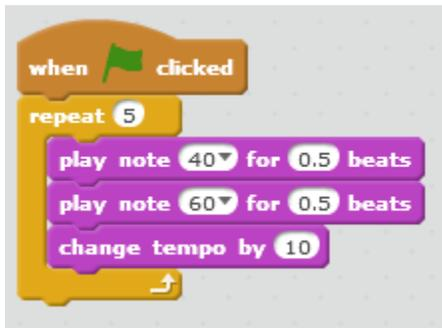 when clicked
repeat 5
play note 40 for 0.5 beats
play note 60 for 0.5 beats
change tempo by 10